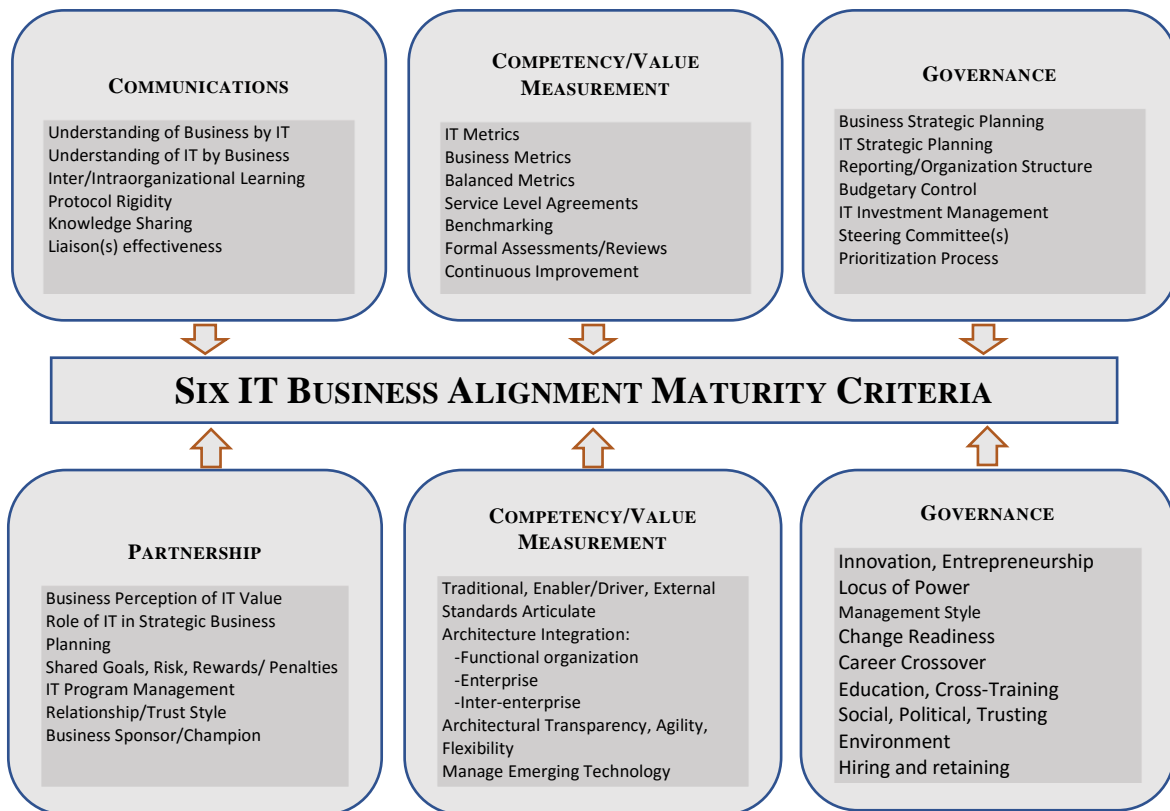 COMMUNICATIONS
Understanding of Business by IT
Understanding of IT by Business
Inter/Intraorganizational Learning
Protocol Rigidity
Knowledge Sharing
Liaison(s) effectiveness
COMPETENCY/VALUE
MEASUREMENT
IT Metrics
Business Metrics
Balanced Metrics
Service Level Agreements
Benchmarking
Formal Assessments/Reviews
Continuous Improvement
GOVERNANCE
Business Strategic Planning
IT Strategic Planning
Reporting/Organization Structure
Budgetary Control
IT Investment Management
Steering Committee(s)
Prioritization Process
SIX IT BUSINESS ALIGNMENT MATURITY CRITERIA
PARTNERSHIP
Business Perception of IT Value
Role of IT in Strategic Business
Planning
Shared Goals, Risk, Rewards/ Penalties
IT Program Management
Relationship/Trust Style
Business Sponsor/Champion
COMPETENCY/VALUE
MEASUREMENT
Traditional, Enabler/Driver, External
Standards Articulate
Architecture Integration:
-Functional organization
-Enterprise
-Inter-enterprise
Architectural Transparency, Agility,
Flexibility
Manage Emerging Technology
GOVERNANCE
Innovation, Entrepreneurship
Locus of Power
Management Style
Change Readiness
Career Crossover
Education, Cross-Training
Social, Political, Trusting
Environment
Hiring and retaining